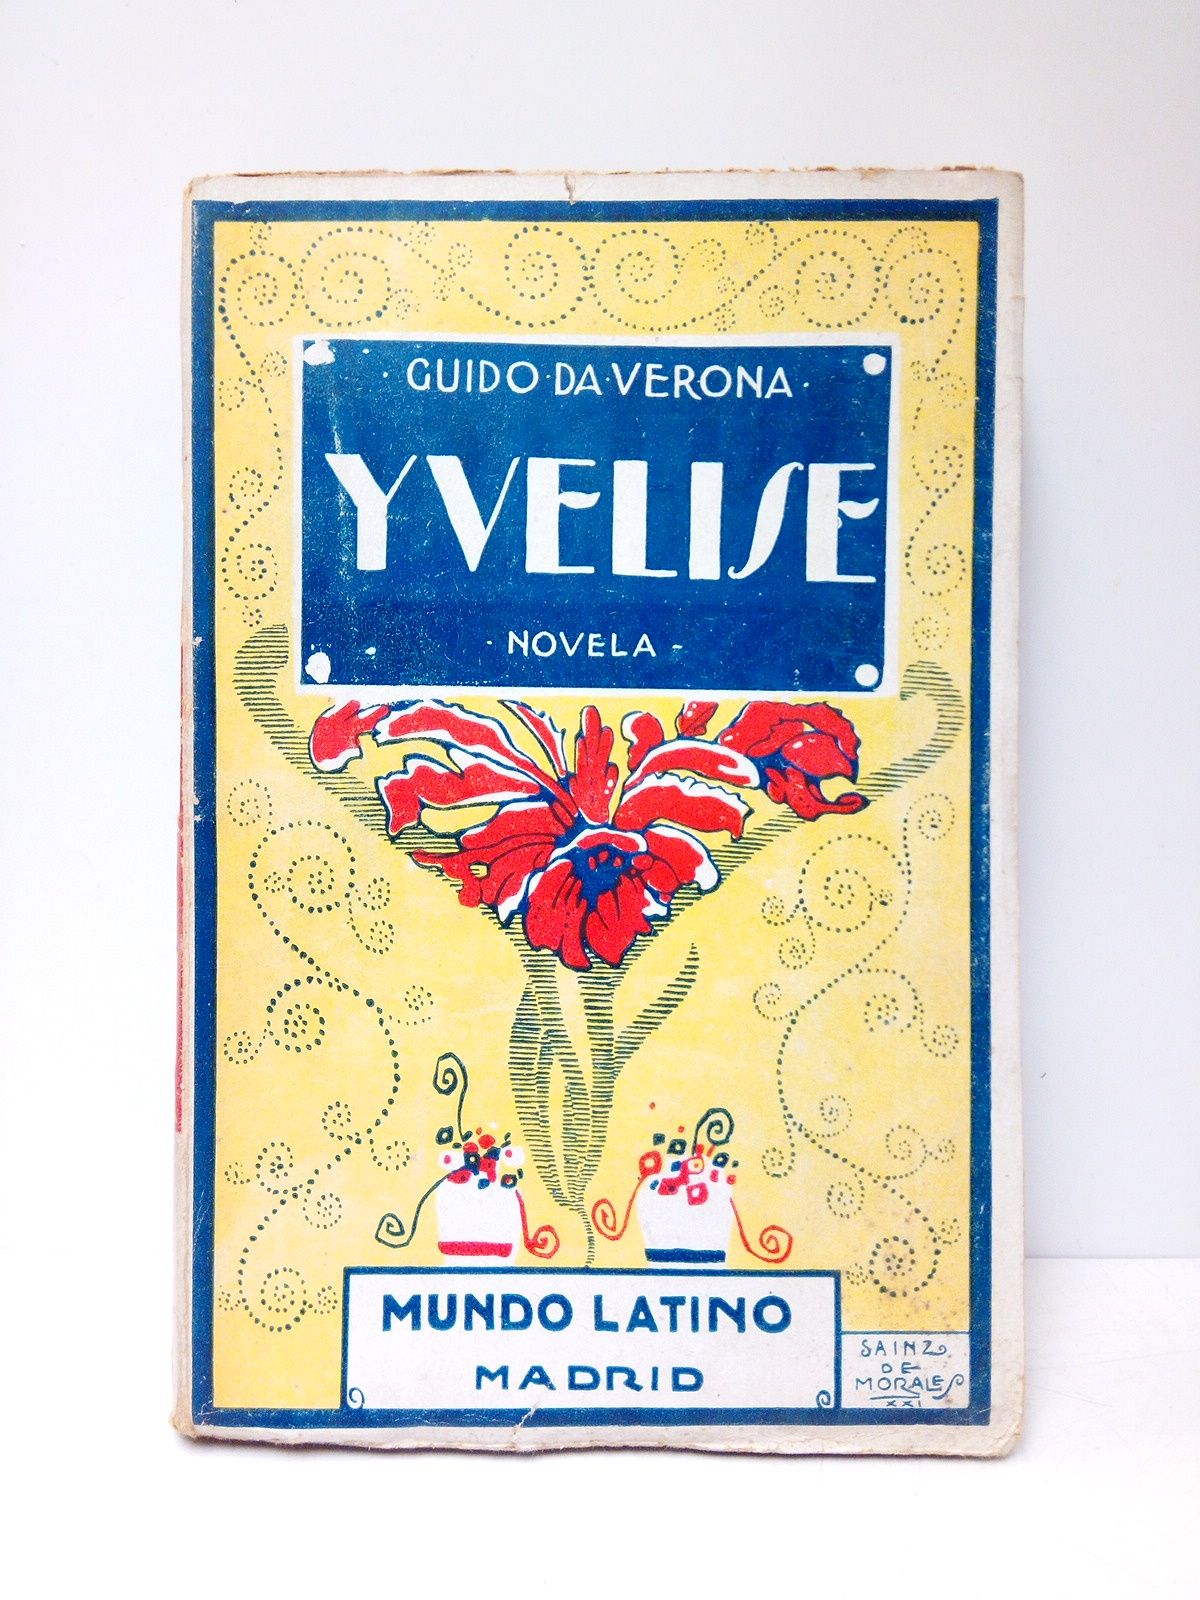 · GUIDO · DA · VERONA ·
YVELISE
· NOVELA -
MUNDO LATINO
MADRID
SAINZ
DE
MORALES
XXI